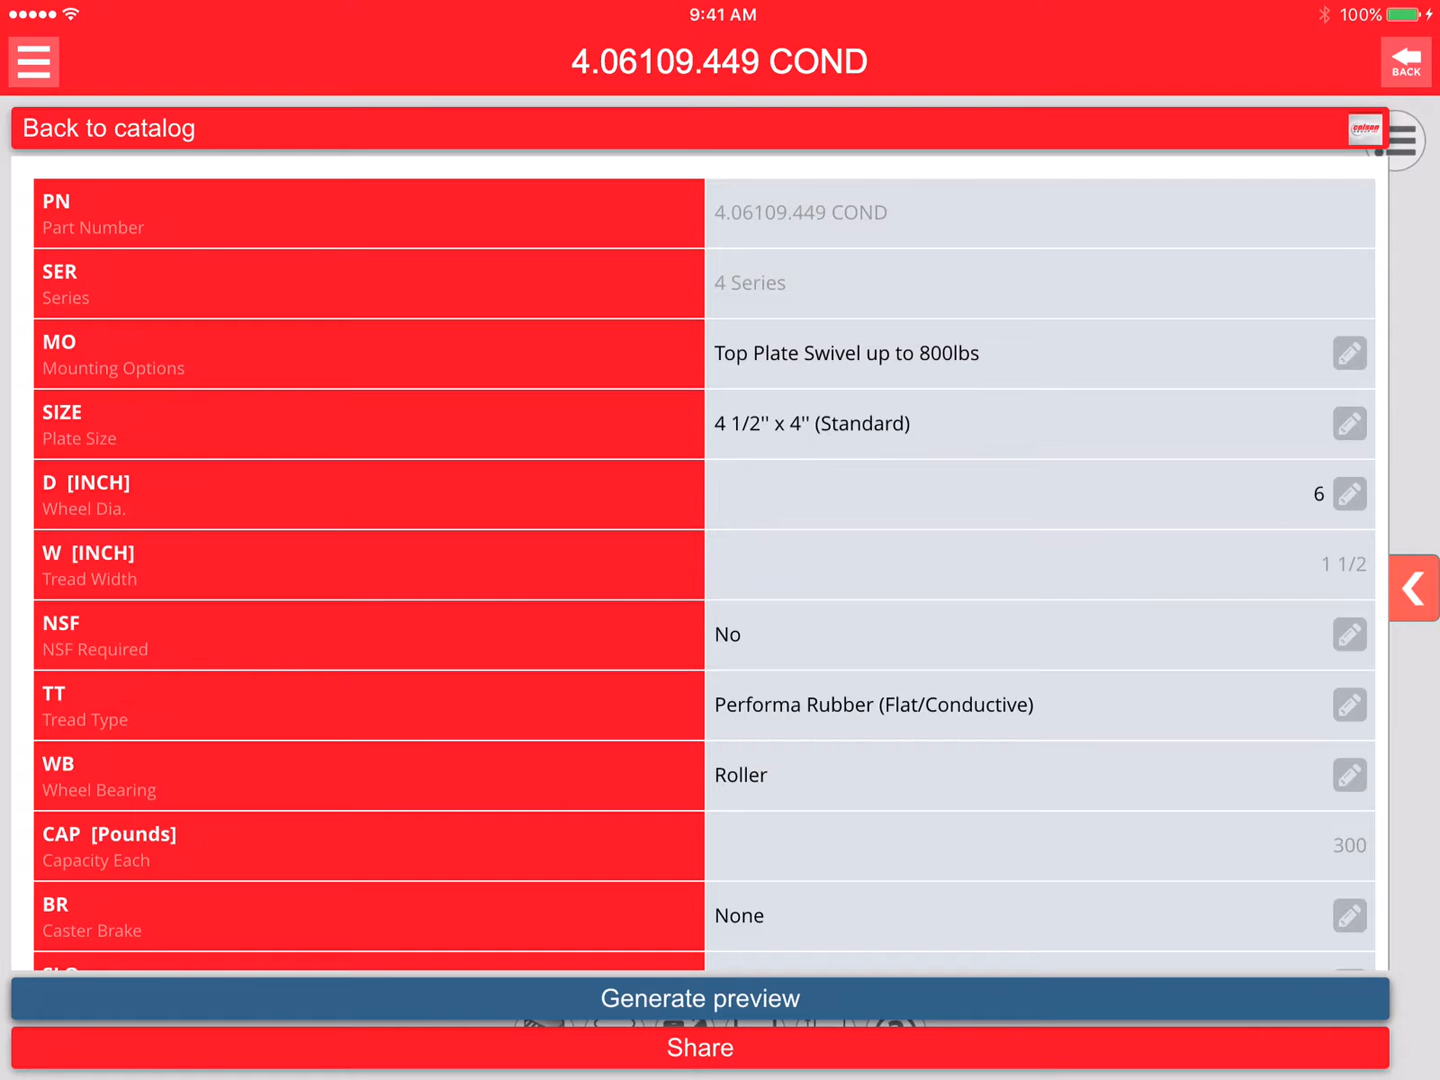 9:41 AM
100%
4.06109.449 COND
BACK
Back to catalog
colson
PN
Part Number
4.06109.449 COND
SER
Series
4 Series
MO
Mounting Options
Top Plate Swivel up to 800lbs
SIZE
Plate Size
4 1/2'' x 4'' (Standard)
D [INCH]
Wheel Dia.
6
W [INCH]
Tread Width
1 1/2
NSF
NSF Required
No
TT
Tread Type
Performa Rubber (Flat/Conductive)
WB
Wheel Bearing
Roller
CAP [Pounds]
Capacity Each
300
BR
Caster Brake
None
Generate preview
Share